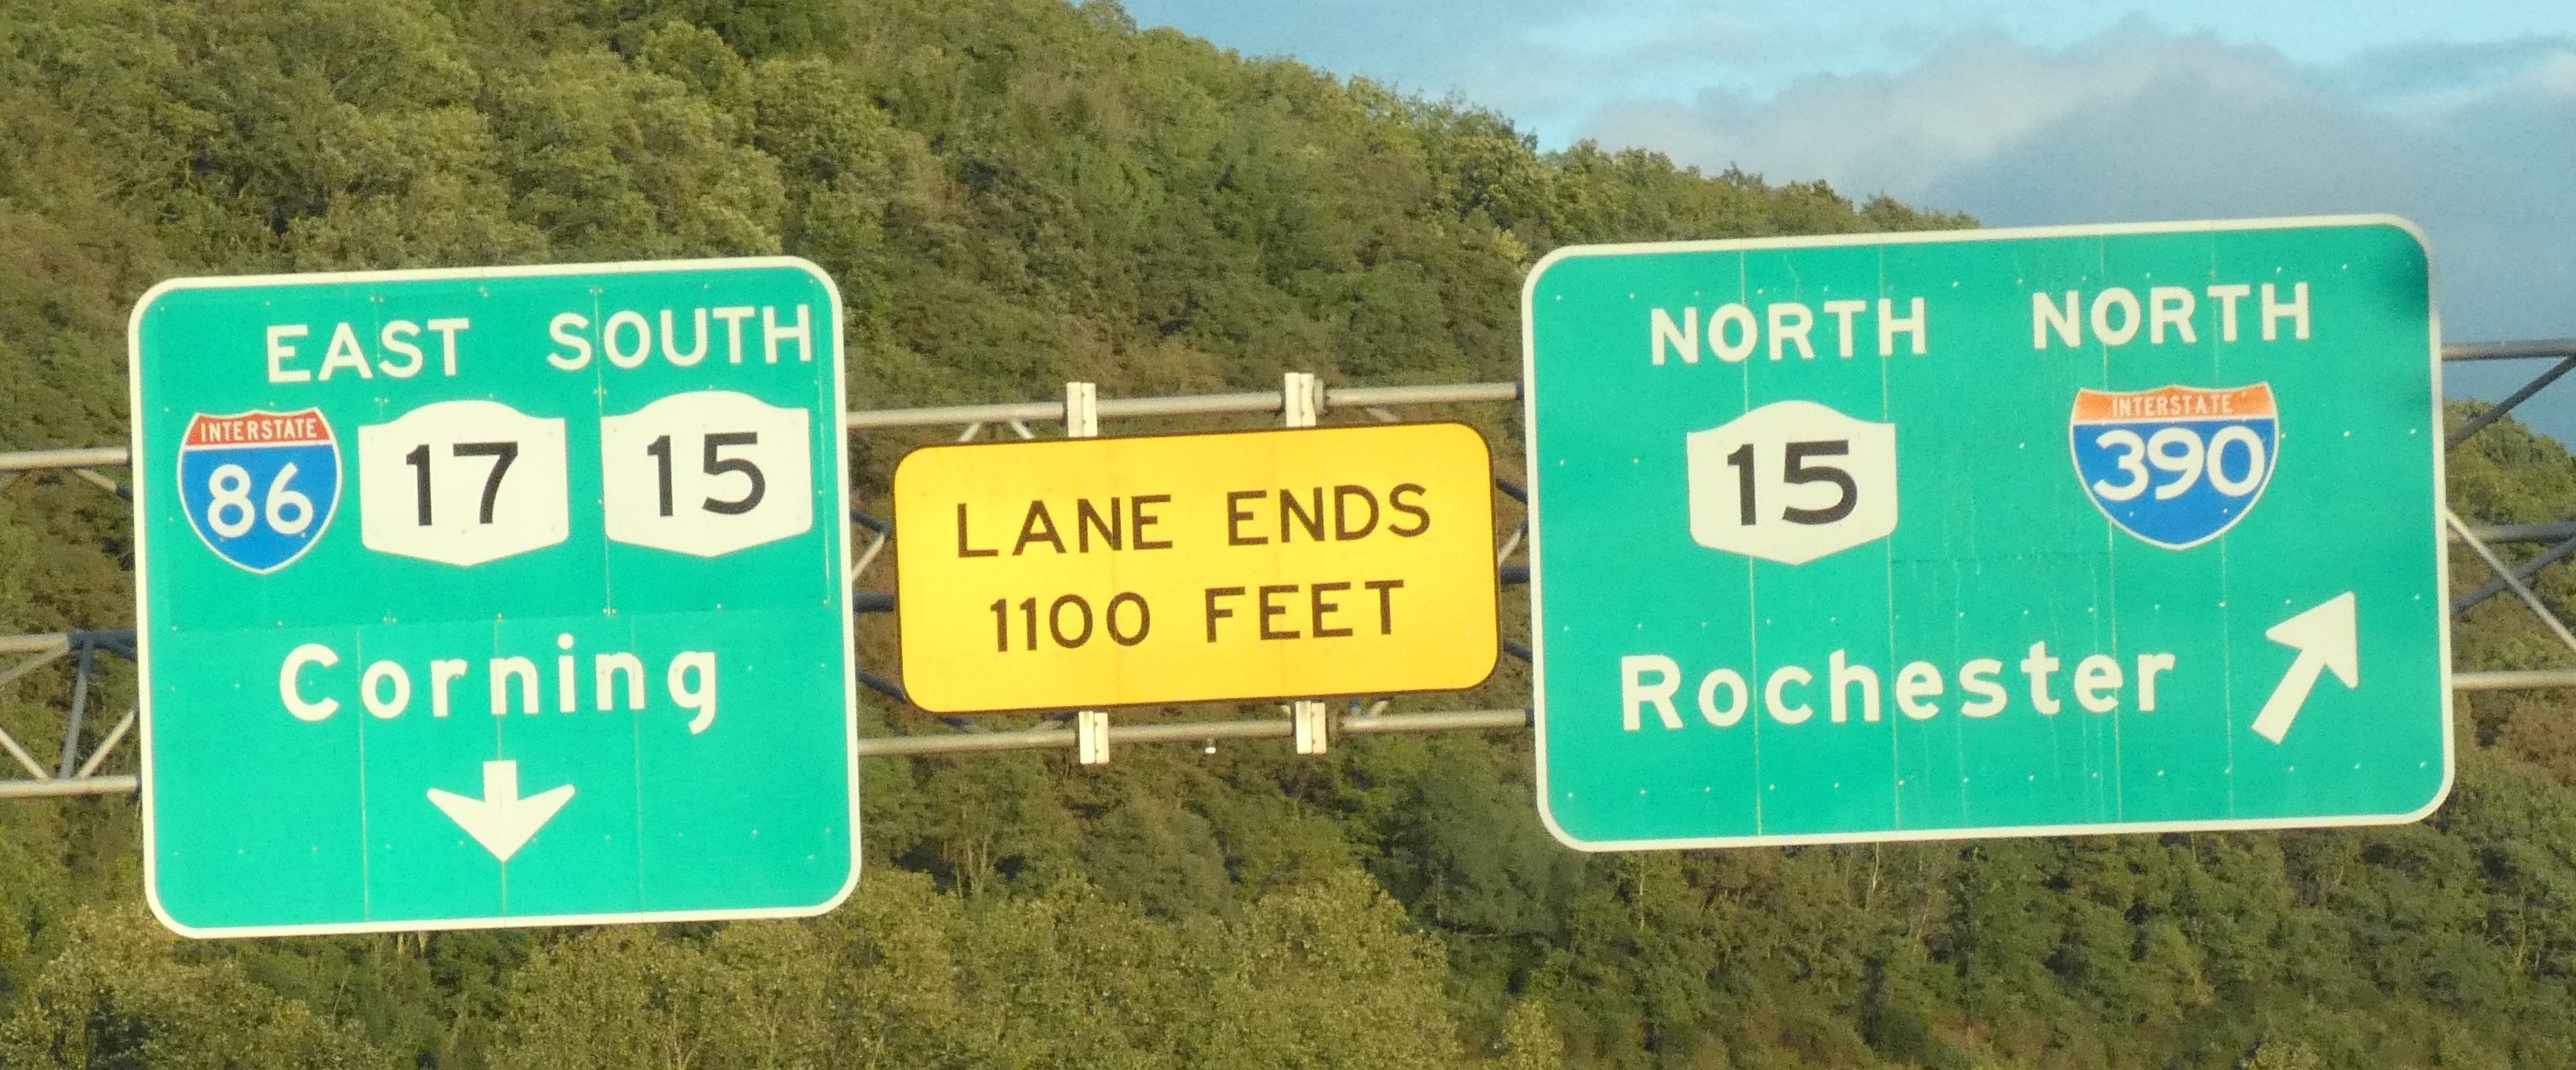 EAST SOUTH
INTERSTATE
86 17 15
Corning
LANE ENDS
1100 FEET
NORTH NORTH
INTERSTATE
15 390
Rochester